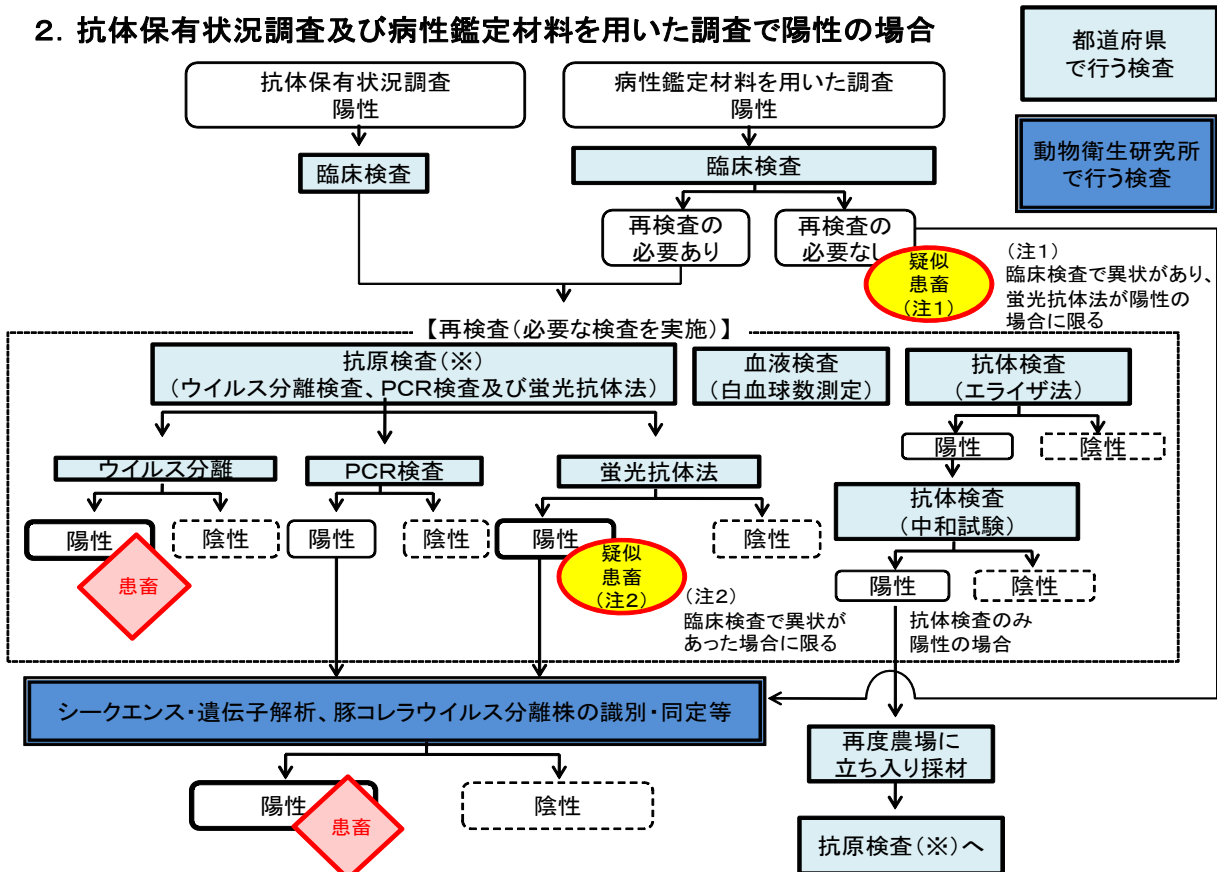 2．抗体保有状況調査及び病性鑑定材料を用いた調査で陽性の場合
都道府県
で行う検査
動物衛生研究所
で行う検査
抗体保有状況調査
陽性
病性鑑定材料を用いた調査
陽性
臨床検査
臨床検査
再検査の
必要あり
再検査の
必要なし
疑似
患畜
(注1)
(注1)
臨床検査で異状があり、
蛍光抗体法が陽性の
場合に限る
【再検査(必要な検査を実施)】
抗原検査(※)
(ウイルス分離検査、PCR検査及び蛍光抗体法)
血液検査
(白血球数測定)
抗体検査
(エライザ法)
陽性
陰性
ウイルス分離
PCR検査
蛍光抗体法
抗体検査
(中和試験)
陽性
陰性
陽性
陰性
陽性
陰性
患畜
疑似
患畜
(注2)
(注2)
臨床検査で異状が
あった場合に限る
陽性
陰性
抗体検査のみ
陽性の場合
シークエンス・遺伝子解析、豚コレラウイルス分離株の識別・同定等
再度農場に
立ち入り採材
陽性
陰性
患畜
抗原検査(※)へ